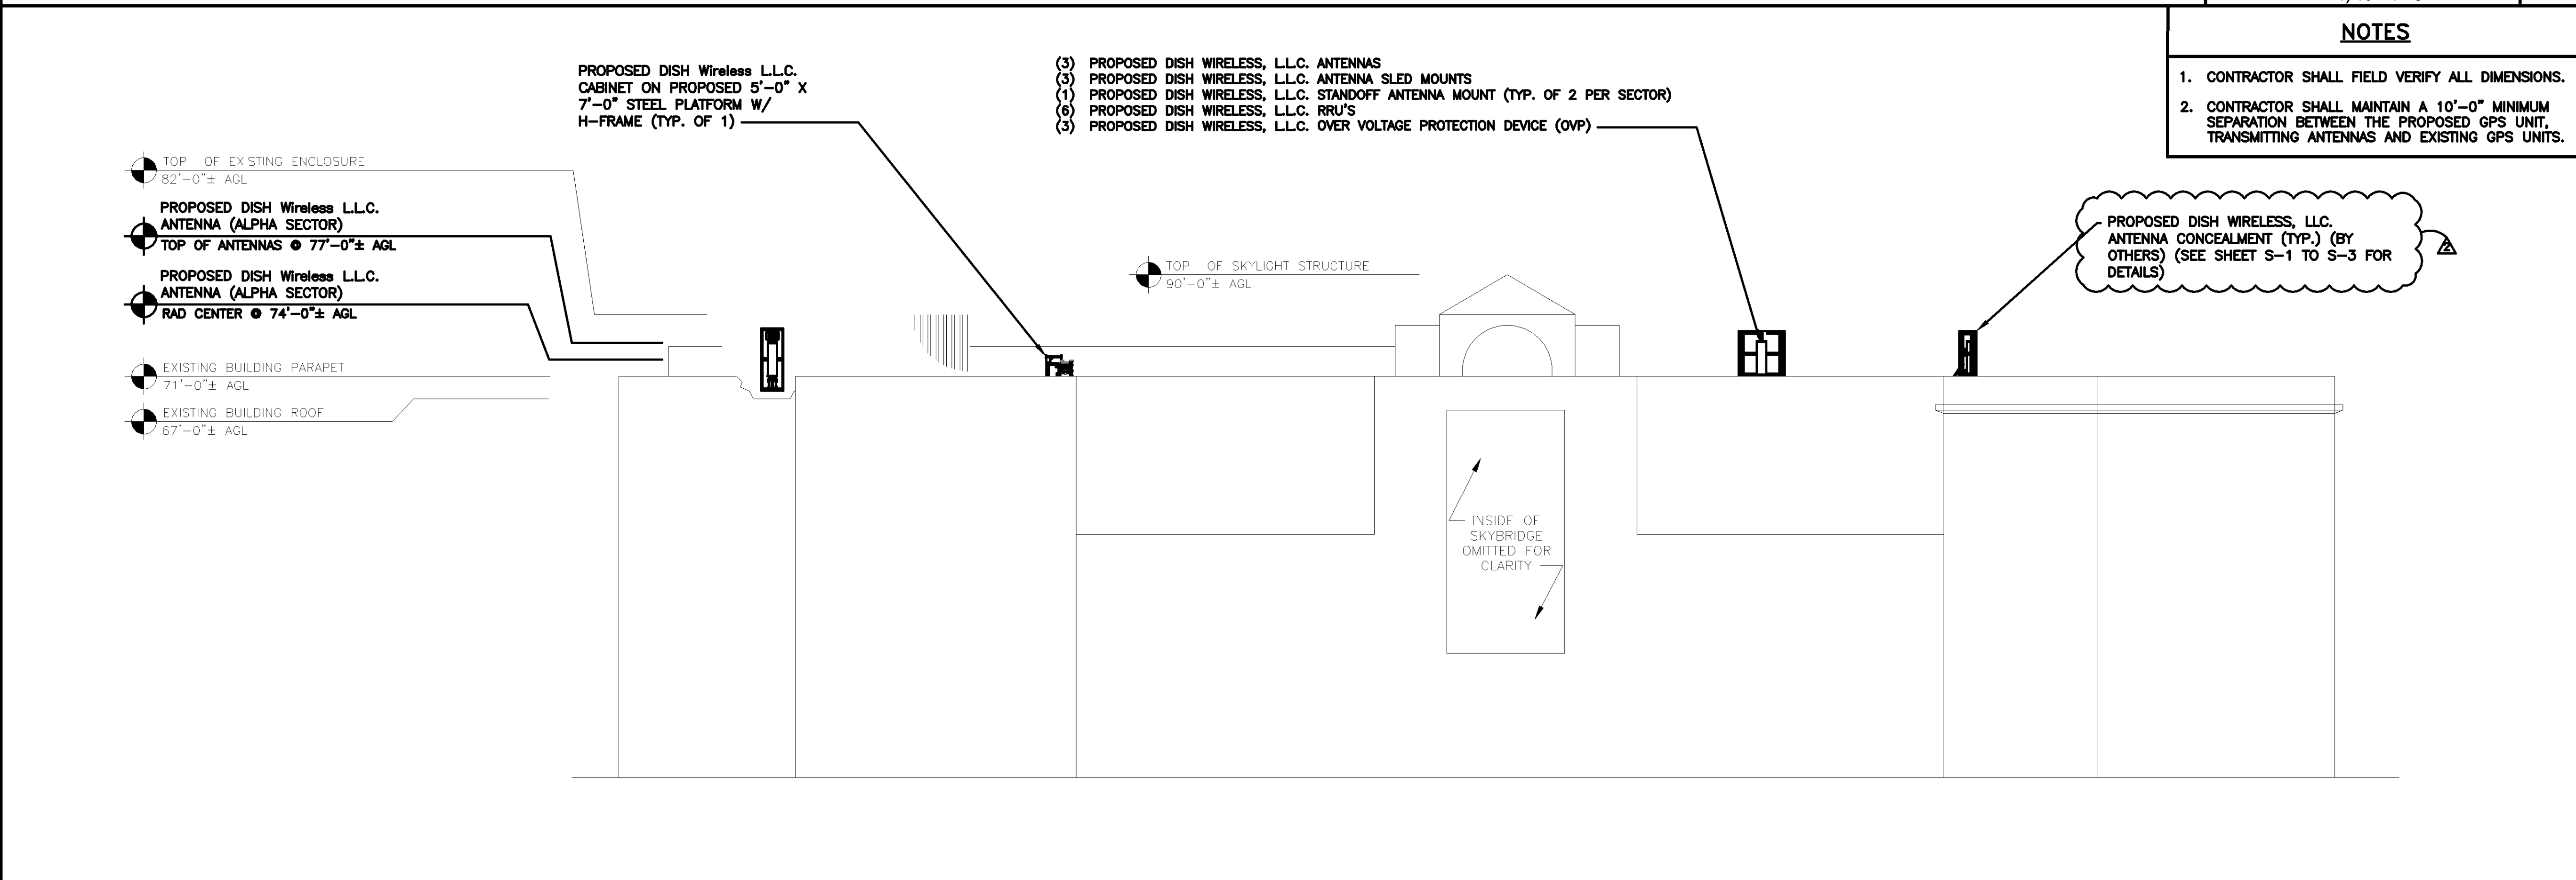 NOTES
1. CONTRACTOR SHALL FIELD VERIFY ALL DIMENSIONS.
2. CONTRACTOR SHALL MAINTAIN A 10'-0" MINIMUM
SEPARATION BETWEEN THE PROPOSED GPS UNIT,
TRANSMITTING ANTENNAS AND EXISTING GPS UNITS.
PROPOSED DISH Wireless L.L.C.
CABINET ON PROPOSED 5'-0" X
7'-0" STEEL PLATFORM W/
H-FRAME (TYP. OF 1)
(3) PROPOSED DISH WIRELESS, L.L.C. ANTENNAS
(3) PROPOSED DISH WIRELESS, L.L.C. ANTENNA SLED MOUNTS
(1) PROPOSED DISH WIRELESS, L.L.C. STANDOFF ANTENNA MOUNT (TYP. OF 2 PER SECTOR)
(6) PROPOSED DISH WIRELESS, L.L.C. RRU'S
(3) PROPOSED DISH WIRELESS, L.L.C. OVER VOLTAGE PROTECTION DEVICE (OVP)
TOP OF EXISTING ENCLOSURE
82'-0"± AGL
PROPOSED DISH Wireless L.L.C.
ANTENNA (ALPHA SECTOR)
TOP OF ANTENNAS @ 77'-0"± AGL
PROPOSED DISH Wireless L.L.C.
ANTENNA (ALPHA SECTOR)
RAD CENTER @ 74'-0"± AGL
EXISTING BUILDING PARAPET
71'-0"± AGL
EXISTING BUILDING ROOF
67'-0"± AGL
TOP OF SKYLIGHT STRUCTURE
90'-0"± AGL
PROPOSED DISH WIRELESS, LLC.
ANTENNA CONCEALMENT (TYP.) (BY
OTHERS) (SEE SHEET S-1 TO S-3 FOR
DETAILS)
2
INSIDE OF
SKYBRIDGE
OMITTED FOR
CLARITY